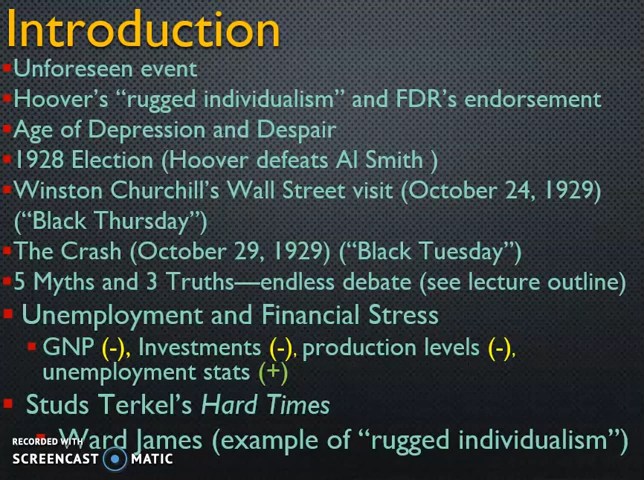 Introduction
▪Unforeseen event
▪Hoover's “rugged individualism” and FDR's endorsement
▪Age of Depression and Despair
▪1928 Election (Hoover defeats Al Smith )
▪Winston Churchill's Wall Street visit (October 24, 1929)
(“Black Thursday”)
▪The Crash (October 29, 1929) (“Black Tuesday”)
▪5 Myths and 3 Truths—endless debate (see lecture outline)
▪ Unemployment and Financial Stress
▪ GNP (-), Investments (-), production levels (-),
unemployment stats (+)
▪ Studs Terkel's Hard Times
▪ Ward James (example of “rugged individualism”)
RECORDED WITH
SCREENCAST MATIC